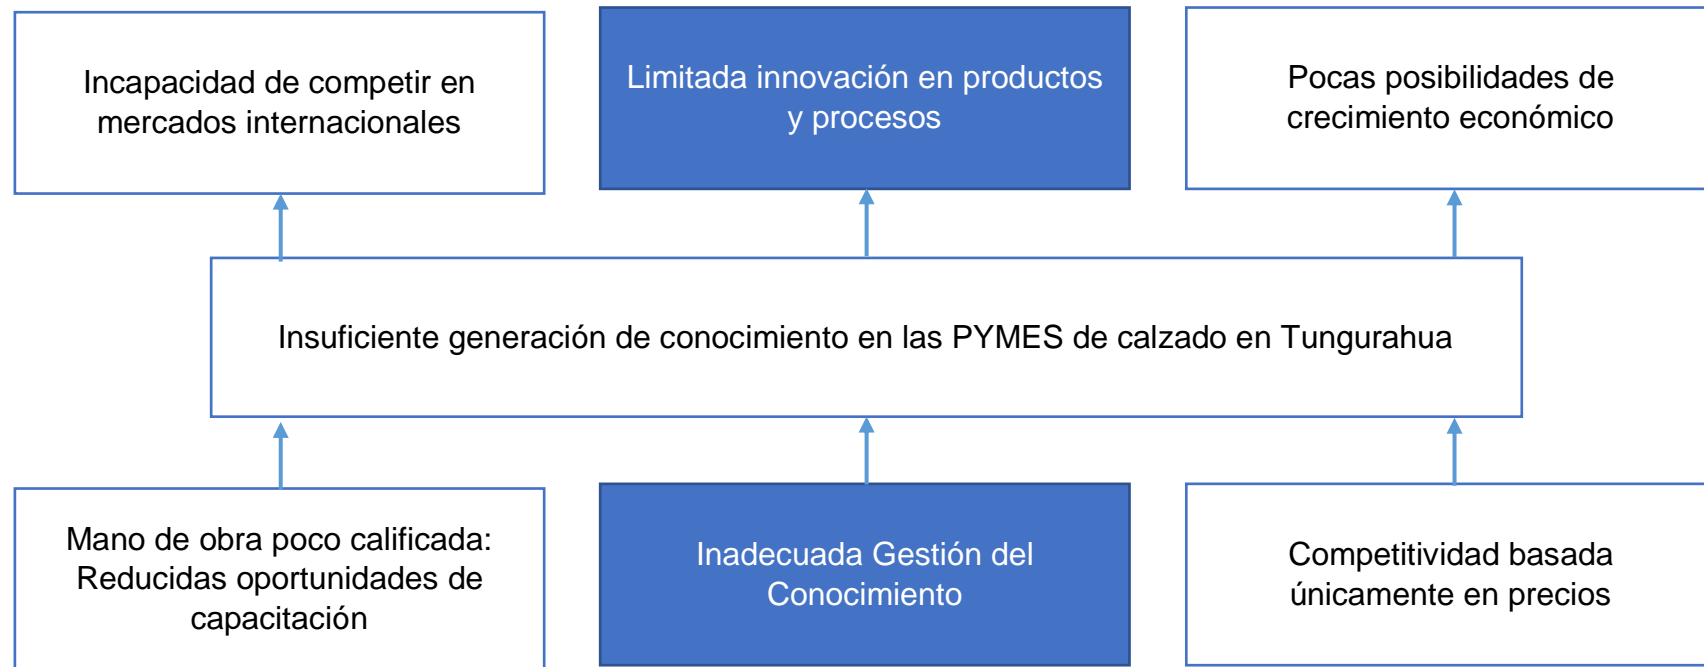 Incapacidad de competir en
mercados internacionales
Limitada innovación en productos
y procesos
Pocas posibilidades de
crecimiento económico
Insuficiente generación de conocimiento en las PYMES de calzado en Tungurahua
Mano de obra poco calificada:
Reducidas oportunidades de
capacitación
Inadecuada Gestión del
Conocimiento
Competitividad basada
únicamente en precios